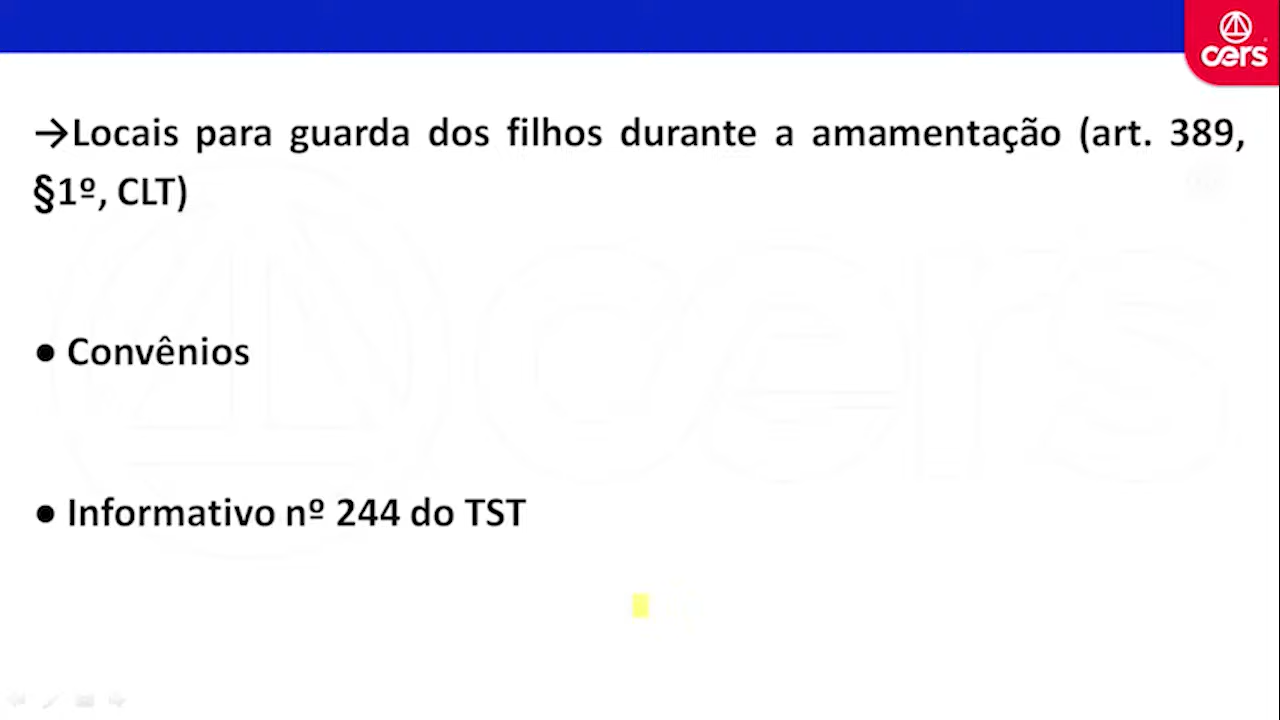 cers
→Locais para guarda dos filhos durante a amamentação (art. 389,
§1º, CLT)
● Convênios
● Informativo nº 244 do TST